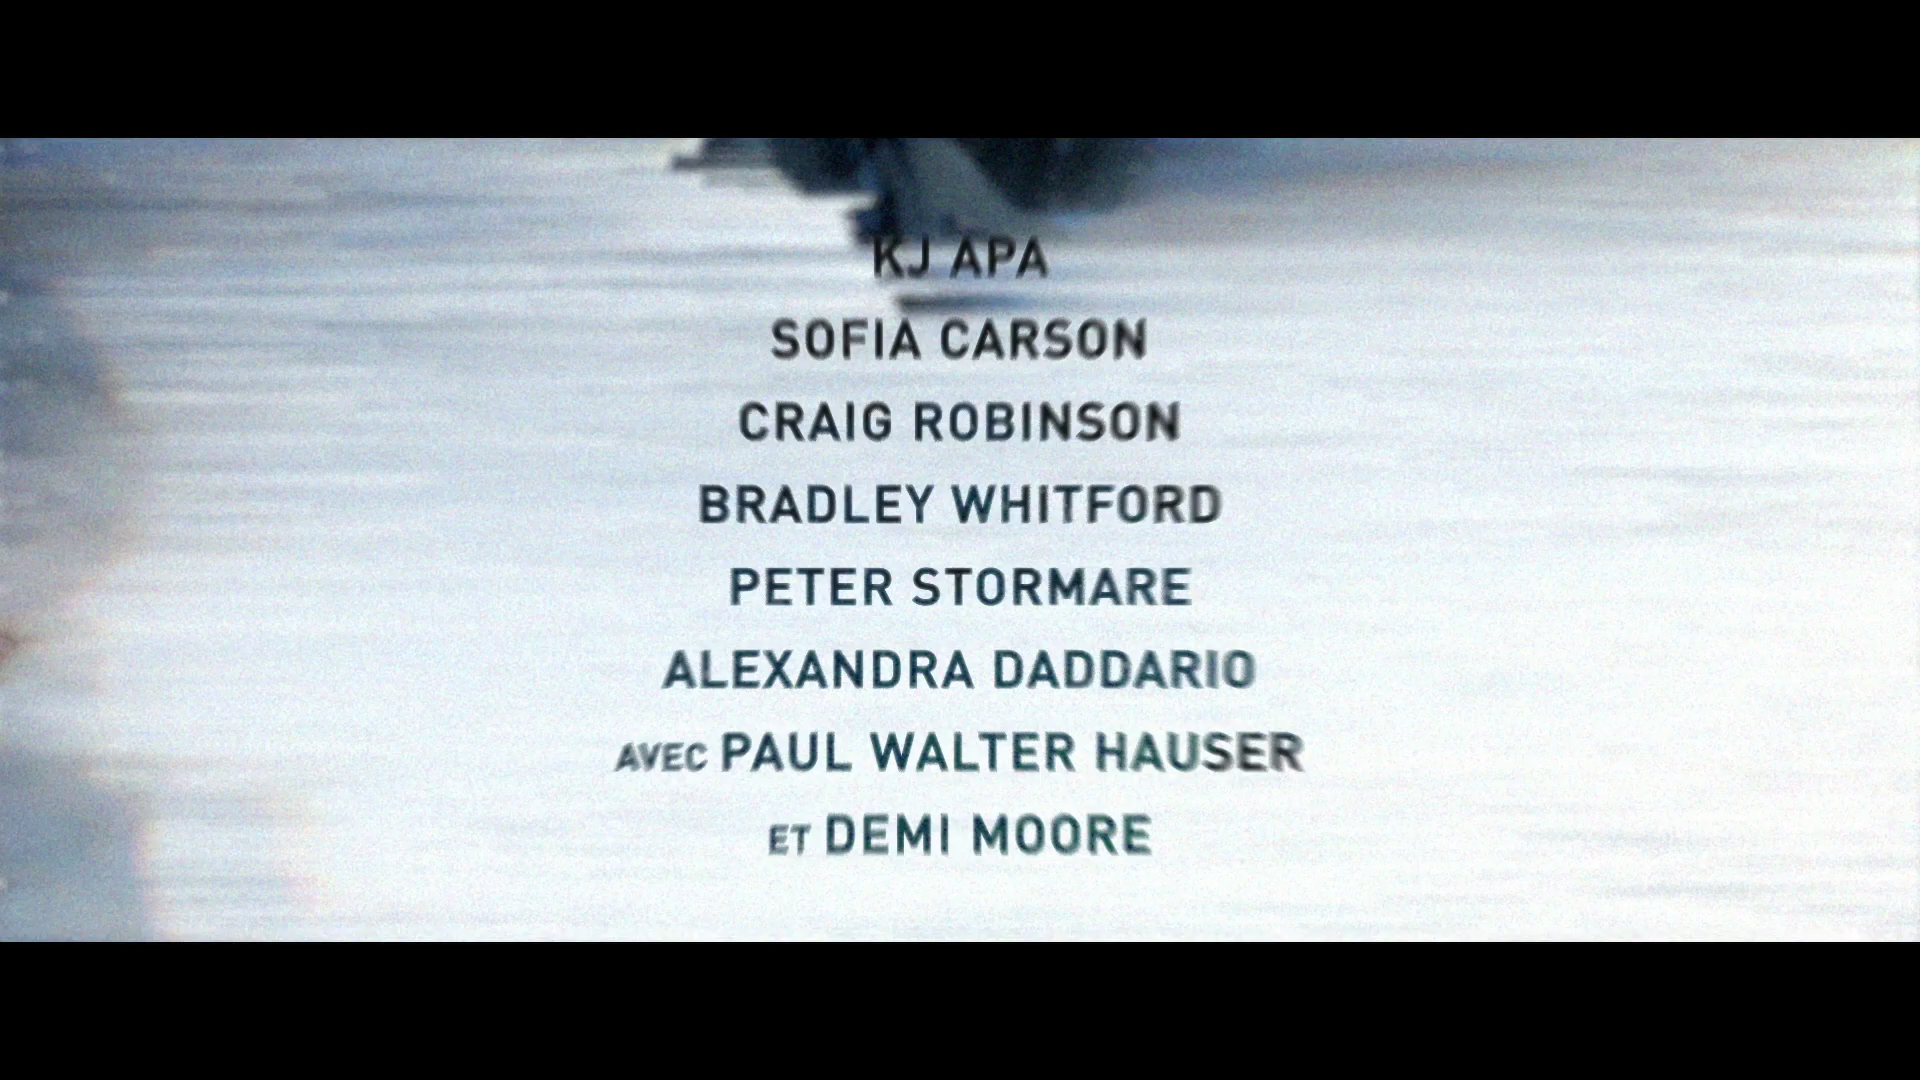 KJ APA
SOFIA CARSON
CRAIG ROBINSON
BRADLEY WHITFORD
PETER STORMARE
ALEXANDRA DADDARIO
AVEC PAUL WALTER HAUSER
ET DEMI MOORE